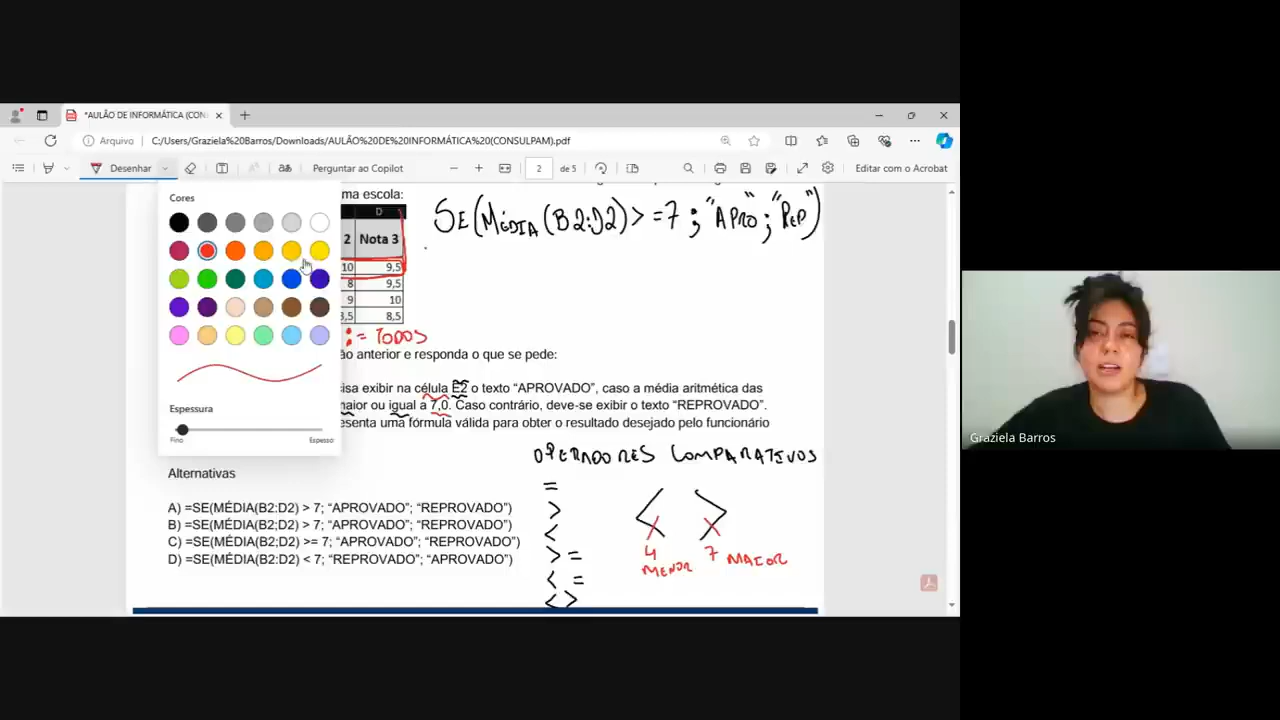 *AULÃO DE INFORMÁTICA (CON
Arquivo C:/Users/Graziela%20Barros/Downloads/AULÃO%20DE%20INFORMÁTICA%20(CONSULPAM).pdf
Desenhar
Perguntar ao Copilot
2 de 5
Editar com o Acrobat
Cores
Espessura
Fino Espesso
ma escola:
D
2 Nota 3
10 9,5
8 9,5
9 10
3,5 8,5
SE(MÉDIA(B2:D2)>=7;"APRO";"REP")
: = TODOS
ão anterior e responda o que se pede:
isa exibir na célula E2 o texto “APROVADO”, caso a média aritmética das
maior ou igual a 7,0. Caso contrário, deve-se exibir o texto “REPROVADO”.
esenta uma fórmula válida para obter o resultado desejado pelo funcionário
Alternativas
A) =SE(MÉDIA(B2:D2) > 7; “APROVADO”; “REPROVADO”)
B) =SE(MÉDIA(B2;D2) > 7; “APROVADO”; “REPROVADO”)
C) =SE(MÉDIA(B2:D2) >= 7; “APROVADO”; “REPROVADO”)
D) =SE(MÉDIA(B2:D2) < 7; “REPROVADO”; “APROVADO”)
OPERADORES COMPARATIVOS
=
>
<
>=
<=
<>
< >
4 7
MENOR MAIOR
Graziela Barros